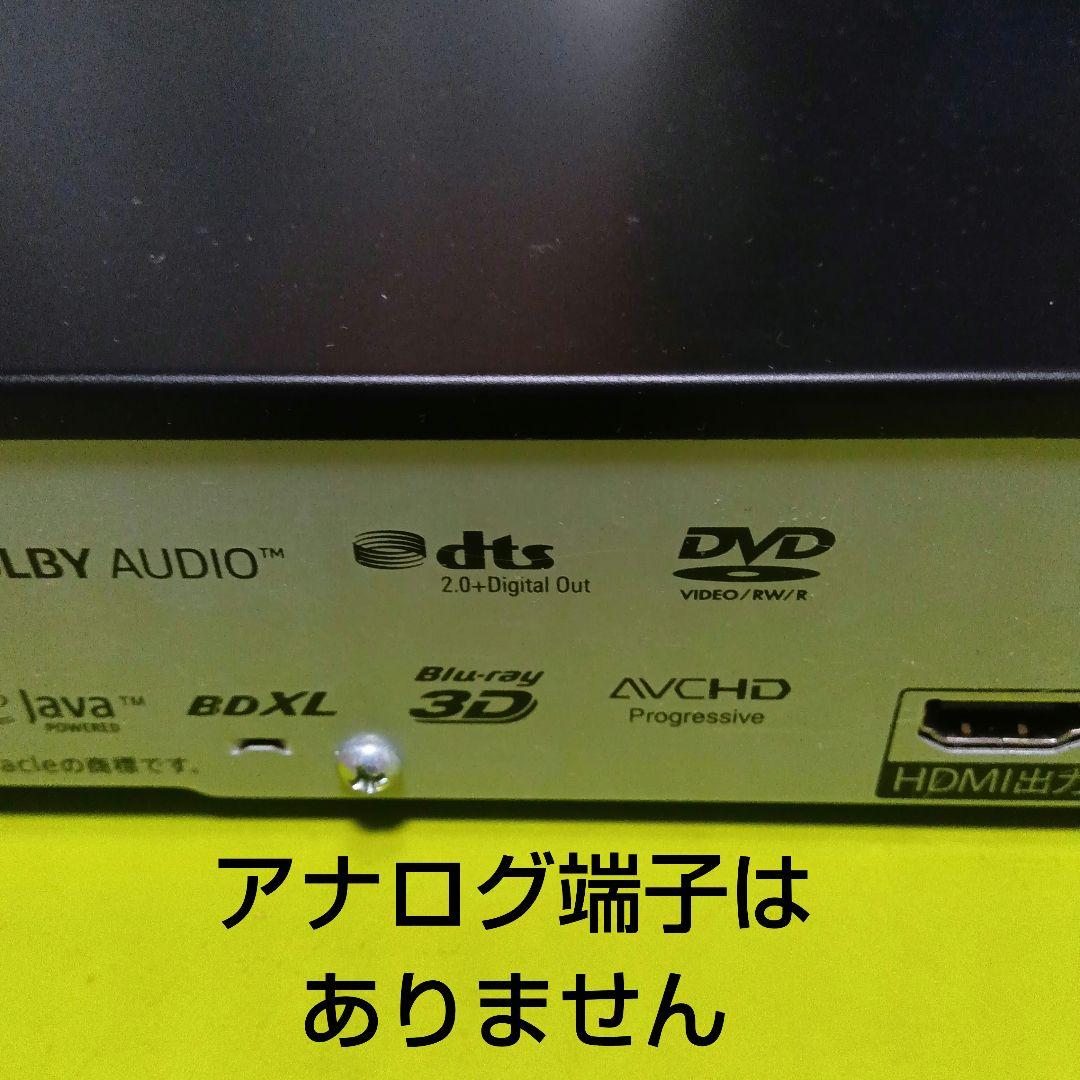 LBY AUDIO™
dts
2.0+Digital Out
DVD
VIDEO/RW/R
Java™
POWERED
BDXL
Blu-ray
3D
AVCHD
Progressive
acleの商標です。
HDMI出力
アナログ端子は
ありません